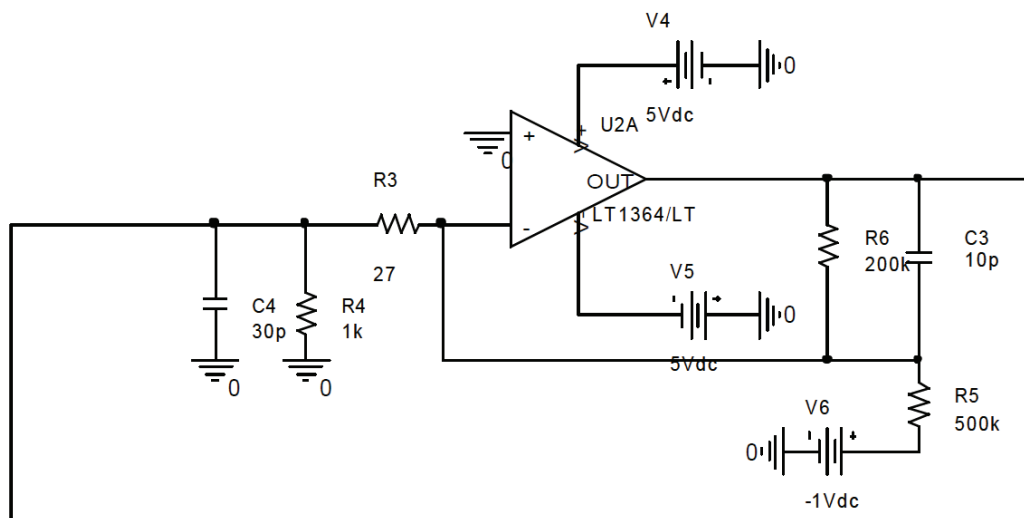 V4
+
-
0
5Vdc
U2A
+
V+
0
R3
OUT
-
V-
LT1364/LT
27
R6
200k
C3
10p
V5
-
+
0
5Vdc
C4
30p
R4
1k
0
0
R5
500k
V6
-
+
0
-1Vdc